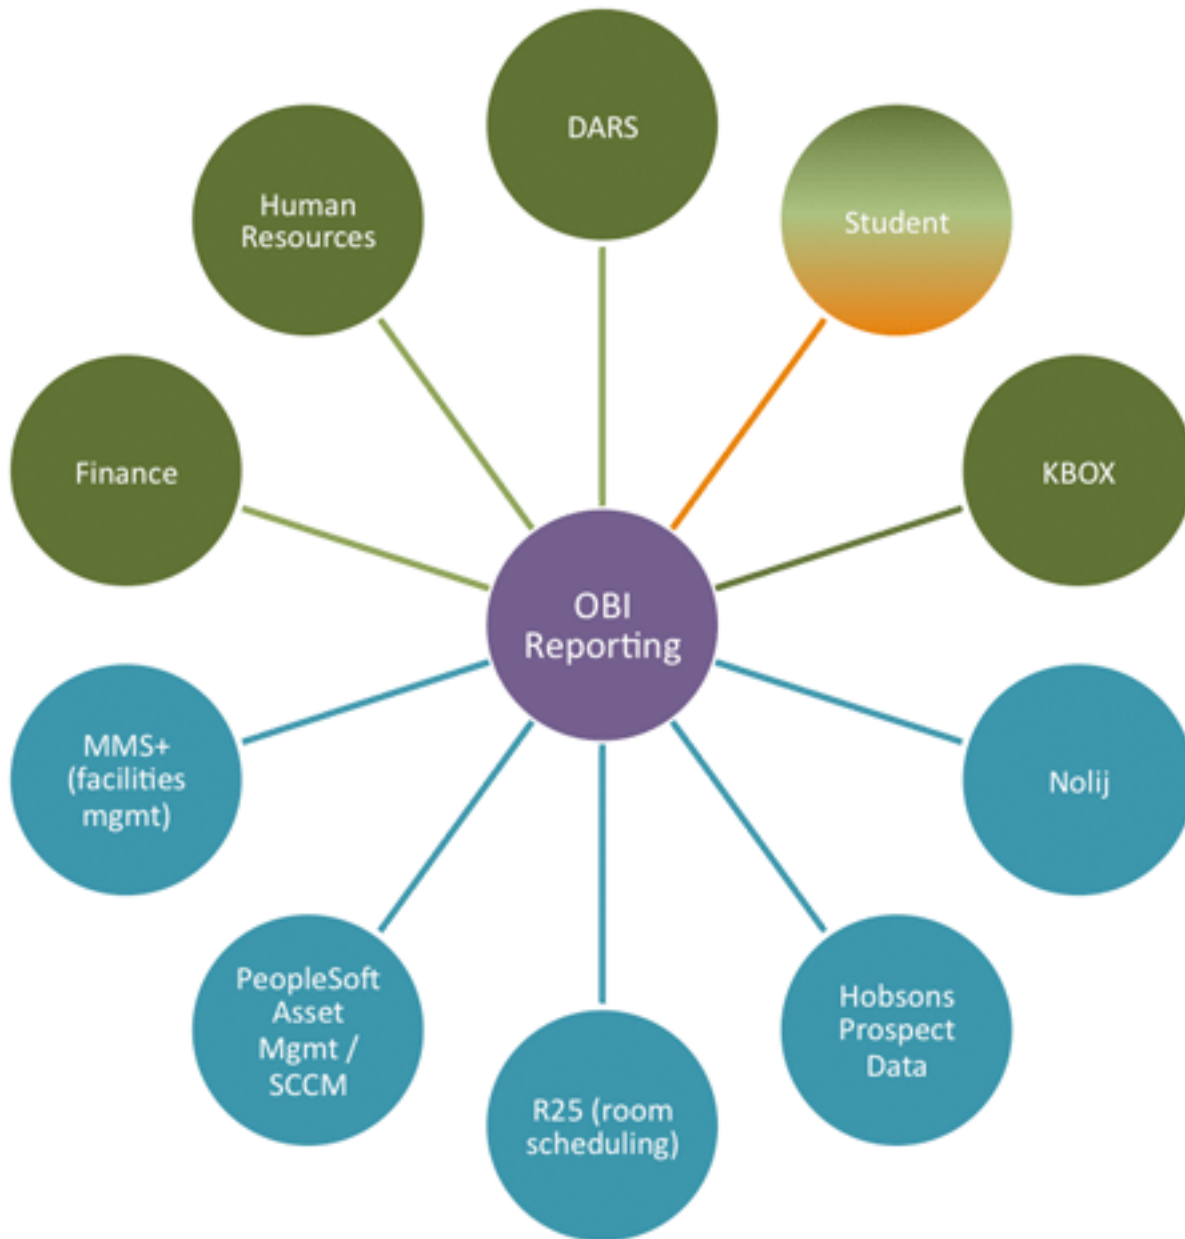 DARS
Human
Resources
Student
Finance
KBOX
OBI
Reporting
MMS+
(facilities
mgmt)
Nolij
PeopleSoft
Asset
Mgmt /
SCCM
Hobsons
Prospect
Data
R25 (room
scheduling)